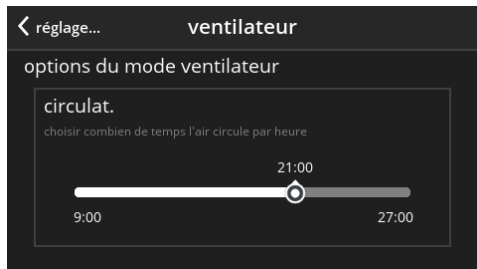 réglage... ventilateur
options du mode ventilateur
circulat.
choisir combien de temps l'air circule par heure
21:00
9:00 27:00